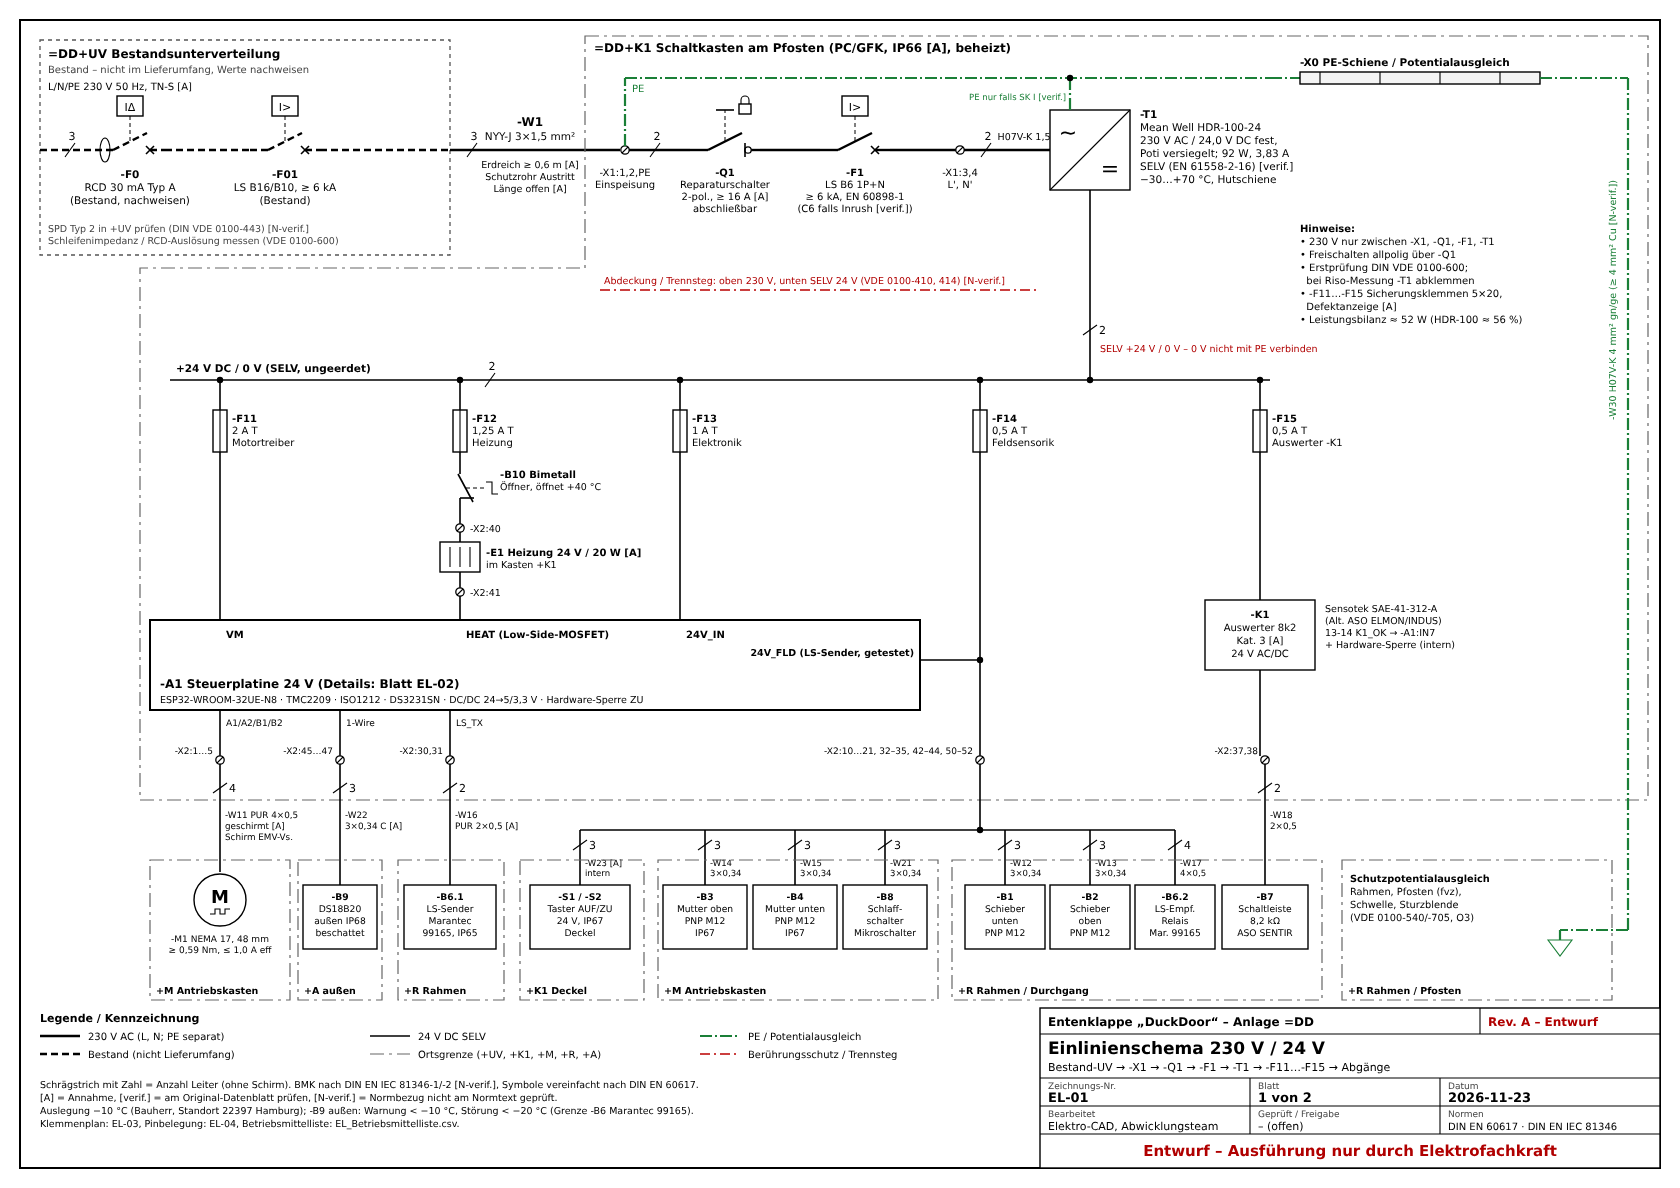 =DD+UV Bestandsunterverteilung
Bestand – nicht im Lieferumfang, Werte nachweisen
L/N/PE 230 V 50 Hz, TN-S [A]
IΔ
I>
3
-F0
RCD 30 mA Typ A
(Bestand, nachweisen)
-F01
LS B16/B10, ≥ 6 kA
(Bestand)
SPD Typ 2 in +UV prüfen (DIN VDE 0100-443) [N-verif.]
Schleifenimpedanz / RCD-Auslösung messen (VDE 0100-600)
-W1
3 NYY-J 3×1,5 mm²
Erdreich ≥ 0,6 m [A]
Schutzrohr Austritt
Länge offen [A]
=DD+K1 Schaltkasten am Pfosten (PC/GFK, IP66 [A], beheizt)
PE
2
-X1:1,2,PE
Einspeisung
-Q1
Reparaturschalter
2-pol., ≥ 16 A [A]
abschließbar
I>
-F1
LS B6 1P+N
≥ 6 kA, EN 60898-1
(C6 falls Inrush [verif.])
-X1:3,4
L', N'
2 H07V-K 1,5
PE nur falls SK I [verif.]
~
=
-T1
Mean Well HDR-100-24
230 V AC / 24,0 V DC fest,
Poti versiegelt; 92 W, 3,83 A
SELV (EN 61558-2-16) [verif.]
−30…+70 °C, Hutschiene
-X0 PE-Schiene / Potentialausgleich
Hinweise:
• 230 V nur zwischen -X1, -Q1, -F1, -T1
• Freischalten allpolig über -Q1
• Erstprüfung DIN VDE 0100-600;
bei Riso-Messung -T1 abklemmen
• -F11…-F15 Sicherungsklemmen 5×20,
Defektanzeige [A]
• Leistungsbilanz ≈ 52 W (HDR-100 ≈ 56 %)
-W30 H07V-K 4 mm² gn/ge (≥ 4 mm² Cu [N-verif.])
Abdeckung / Trennsteg: oben 230 V, unten SELV 24 V (VDE 0100-410, 414) [N-verif.]
2
SELV +24 V / 0 V – 0 V nicht mit PE verbinden
+24 V DC / 0 V (SELV, ungeerdet)
2
-F11
2 A T
Motortreiber
-F12
1,25 A T
Heizung
-F13
1 A T
Elektronik
-F14
0,5 A T
Feldsensorik
-F15
0,5 A T
Auswerter -K1
-B10 Bimetall
Öffner, öffnet +40 °C
-X2:40
-E1 Heizung 24 V / 20 W [A]
im Kasten +K1
-X2:41
-K1
Auswerter 8k2
Kat. 3 [A]
24 V AC/DC
Sensotek SAE-41-312-A
(Alt. ASO ELMON/INDUS)
13-14 K1_OK → -A1:IN7
+ Hardware-Sperre (intern)
VM
HEAT (Low-Side-MOSFET)
24V_IN
24V_FLD (LS-Sender, getestet)
-A1 Steuerplatine 24 V (Details: Blatt EL-02)
ESP32-WROOM-32UE-N8 · TMC2209 · ISO1212 · DS3231SN · DC/DC 24→5/3,3 V · Hardware-Sperre ZU
A1/A2/B1/B2
1-Wire
LS_TX
-X2:1…5
-X2:45…47
-X2:30,31
-X2:10…21, 32–35, 42–44, 50–52
-X2:37,38
4
3
2
2
-W11 PUR 4×0,5
geschirmt [A]
Schirm EMV-Vs.
-W22
3×0,34 C [A]
-W16
PUR 2×0,5 [A]
-W18
2×0,5
3
3
3
3
3
3
4
-W23 [A]
intern
-W14
3×0,34
-W15
3×0,34
-W21
3×0,34
-W12
3×0,34
-W13
3×0,34
-W17
4×0,5
M
-M1 NEMA 17, 48 mm
≥ 0,59 Nm, ≤ 1,0 A eff
+M Antriebskasten
-B9
DS18B20
außen IP68
beschattet
+A außen
-B6.1
LS-Sender
Marantec
99165, IP65
+R Rahmen
-S1 / -S2
Taster AUF/ZU
24 V, IP67
Deckel
+K1 Deckel
-B3
Mutter oben
PNP M12
IP67
-B4
Mutter unten
PNP M12
IP67
-B8
Schlaff-
schalter
Mikroschalter
+M Antriebskasten
-B1
Schieber
unten
PNP M12
-B2
Schieber
oben
PNP M12
-B6.2
LS-Empf.
Relais
Mar. 99165
-B7
Schaltleiste
8,2 kΩ
ASO SENTIR
+R Rahmen / Durchgang
Schutzpotentialausgleich
Rahmen, Pfosten (fvz),
Schwelle, Sturzblende
(VDE 0100-540/-705, O3)
+R Rahmen / Pfosten
Legende / Kennzeichnung
230 V AC (L, N; PE separat)
24 V DC SELV
PE / Potentialausgleich
Bestand (nicht Lieferumfang)
Ortsgrenze (+UV, +K1, +M, +R, +A)
Berührungsschutz / Trennsteg
Schrägstrich mit Zahl = Anzahl Leiter (ohne Schirm). BMK nach DIN EN IEC 81346-1/-2 [N-verif.], Symbole vereinfacht nach DIN EN 60617.
[A] = Annahme, [verif.] = am Original-Datenblatt prüfen, [N-verif.] = Normbezug nicht am Normtext geprüft.
Auslegung −10 °C (Bauherr, Standort 22397 Hamburg); -B9 außen: Warnung < −10 °C, Störung < −20 °C (Grenze -B6 Marantec 99165).
Klemmenplan: EL-03, Pinbelegung: EL-04, Betriebsmittelliste: EL_Betriebsmittelliste.csv.
Entenklappe „DuckDoor“ – Anlage =DD
Rev. A – Entwurf
Einlinienschema 230 V / 24 V
Bestand-UV → -X1 → -Q1 → -F1 → -T1 → -F11…-F15 → Abgänge
Zeichnungs-Nr.
EL-01
Blatt
1 von 2
Datum
2026-11-23
Bearbeitet
Elektro-CAD, Abwicklungsteam
Geprüft / Freigabe
– (offen)
Normen
DIN EN 60617 · DIN EN IEC 81346
Entwurf – Ausführung nur durch Elektrofachkraft